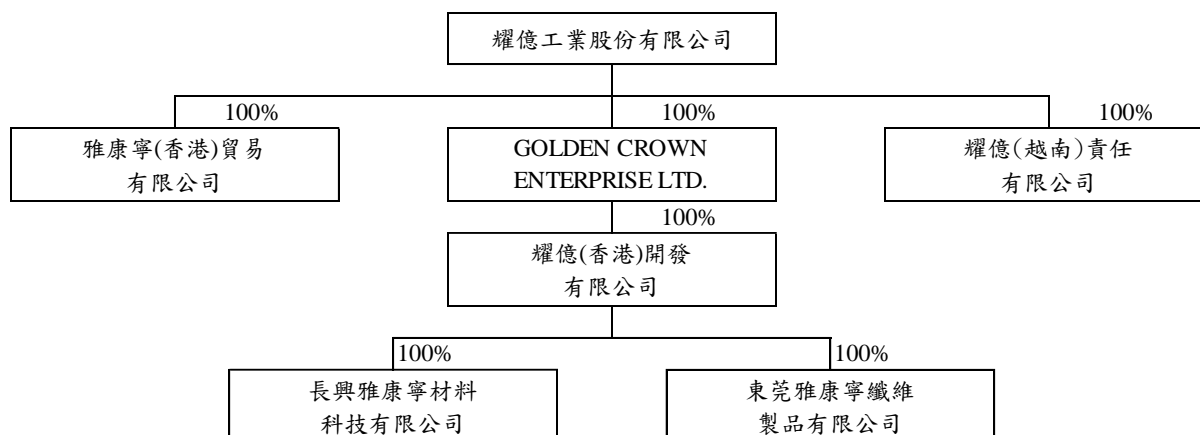 耀億工業股份有限公司
100%
100%
100%
雅康寧(香港)貿易
有限公司
GOLDEN CROWN
ENTERPRISE LTD.
耀億(越南)責任
有限公司
100%
耀億(香港)開發
有限公司
100%
100%
長興雅康寧材料
科技有限公司
東莞雅康寧纖維
製品有限公司